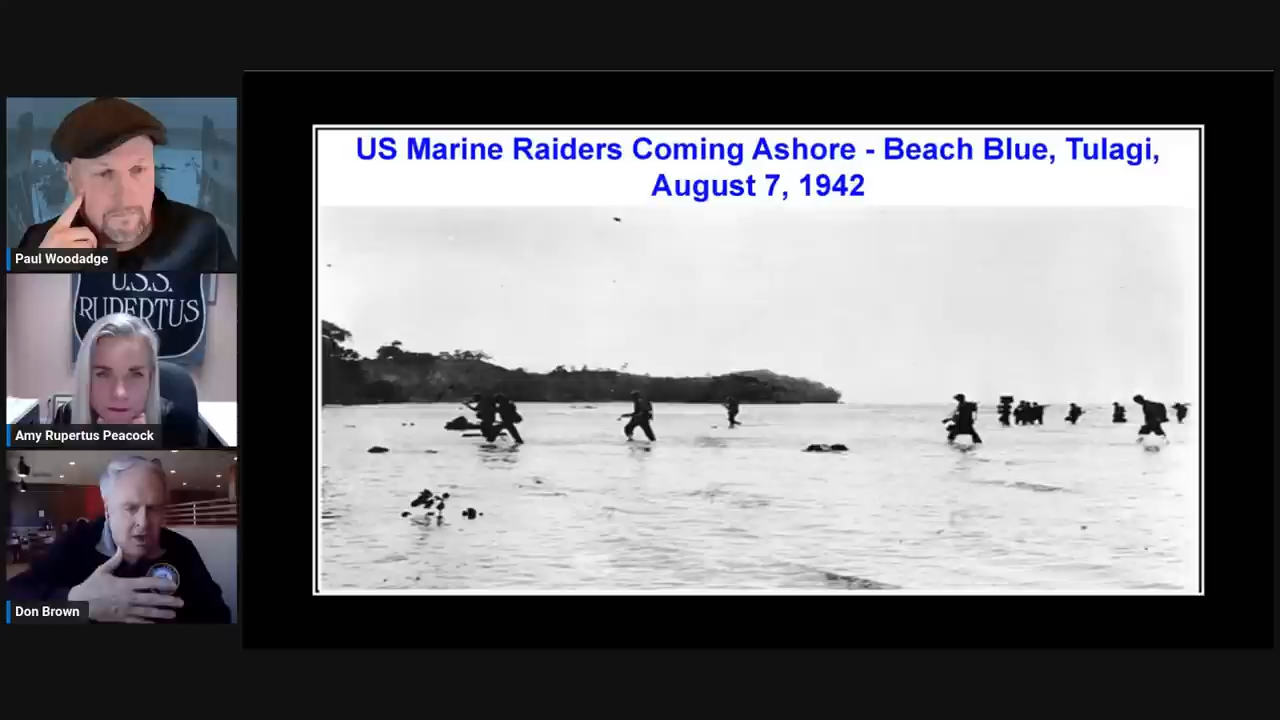 US Marine Raiders Coming Ashore - Beach Blue, Tulagi,
August 7, 1942
Paul Woodadge
U.S.S.
RUPERTUS
Amy Rupertus Peacock
Don Brown